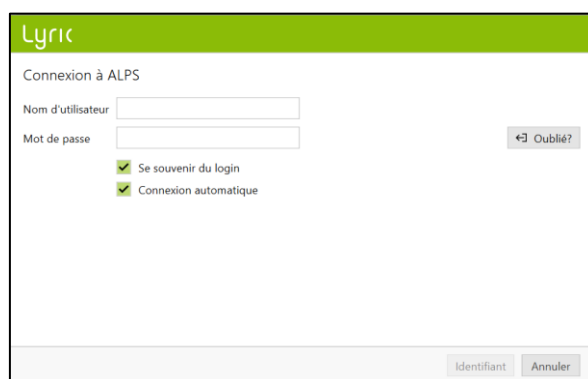 Lyric
Connexion à ALPS
Nom d'utilisateur
Mot de passe
Oublié?
Se souvenir du login
Connexion automatique
Identifiant Annuler